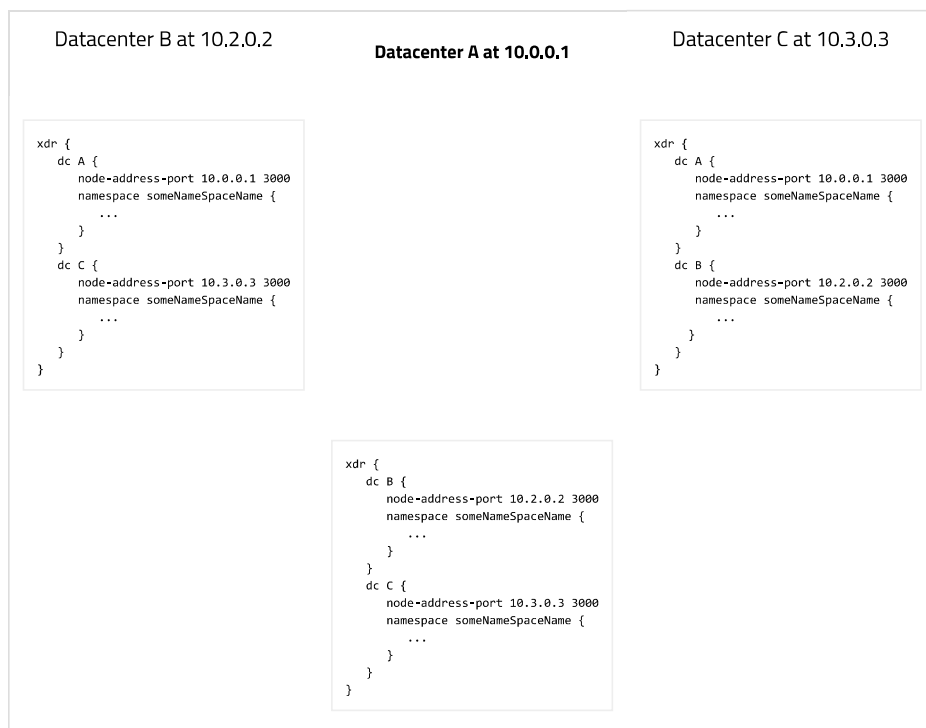 Datacenter B at 10.2.0.2
Datacenter A at 10.0.0.1
Datacenter C at 10.3.0.3
xdr {
   dc A {
      node-address-port 10.0.0.1 3000
      namespace someNameSpaceName {
         ...
      }
   }
   dc C {
      node-address-port 10.3.0.3 3000
      namespace someNameSpaceName {
         ...
      }
   }
}
xdr {
   dc A {
      node-address-port 10.0.0.1 3000
      namespace someNameSpaceName {
         ...
      }
   }
   dc B {
      node-address-port 10.2.0.2 3000
      namespace someNameSpaceName {
         ...
     }
   }
}
xdr {
   dc B {
      node-address-port 10.2.0.2 3000
      namespace someNameSpaceName {
         ...
      }
   }
   dc C {
      node-address-port 10.3.0.3 3000
      namespace someNameSpaceName {
         ...
      }
   }
}